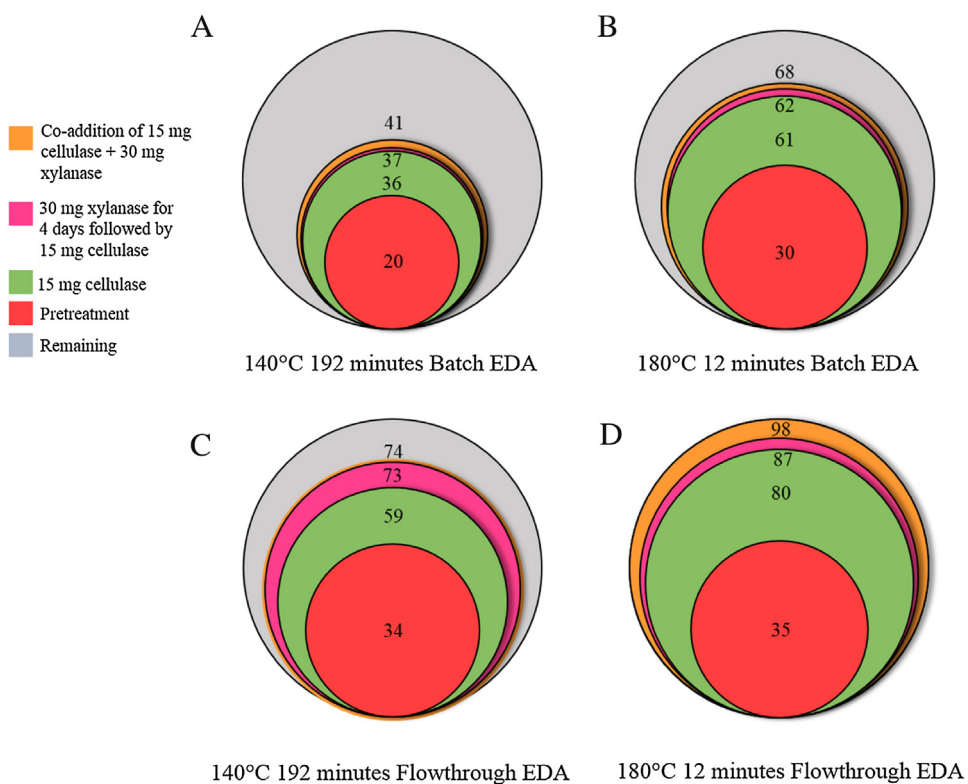 A
B
Co-addition of 15 mg
cellulase + 30 mg
xylanase
30 mg xylanase for
4 days followed by
15 mg cellulase
15 mg cellulase
Pretreatment
Remaining
41
37
36
20
140°C 192 minutes Batch EDA
68
62
61
30
180°C 12 minutes Batch EDA
C
D
74
73
59
34
140°C 192 minutes Flowthrough EDA
98
87
80
35
180°C 12 minutes Flowthrough EDA